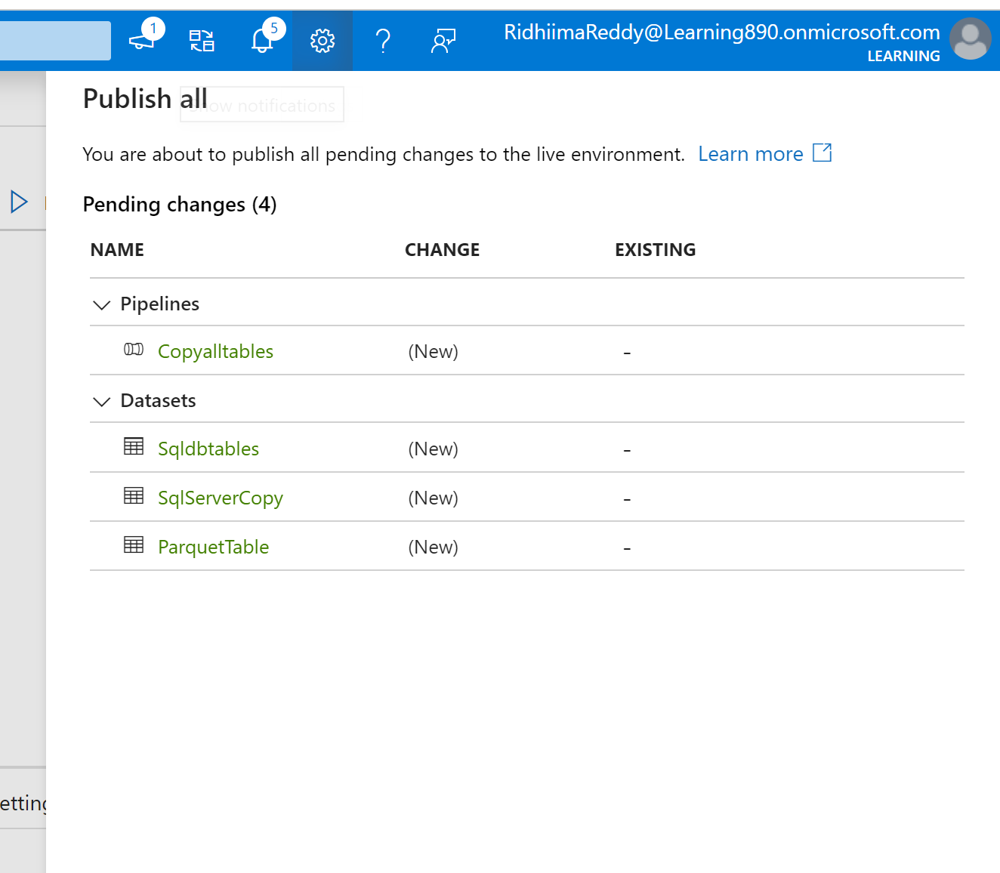 1
5
RidhiimaReddy@Learning890.onmicrosoft.com
LEARNING
Publish all
Show notifications
You are about to publish all pending changes to the live environment. Learn more
Pending changes (4)
NAME CHANGE EXISTING
Pipelines
Copyalltables (New) -
Datasets
Sqldbtables (New) -
SqlServerCopy (New) -
ParquetTable (New) -
etting